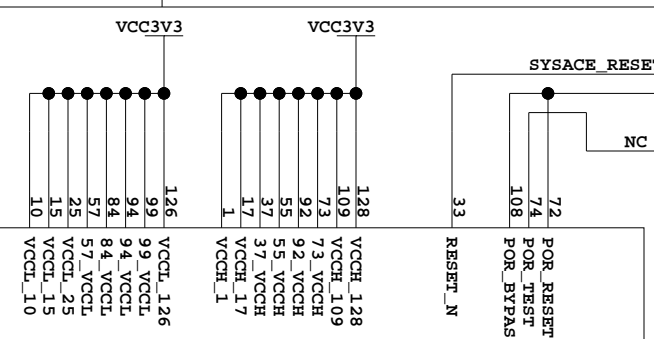 VCC3V3
VCC3V3
SYSACE_RESET
NC
10
15
25
57
84
94
99
126
1
17
37
55
92
73
109
128
33
108
74
72
VCCL_10
VCCL_15
VCCL_25
57_VCCL
84_VCCL
94_VCCL
99_VCCL
VCCL_126
VCCH_1
VCCH_17
37_VCCH
55_VCCH
92_VCCH
73_VCCH
VCCH_109
VCCH_128
RESET_N
POR_BYPAS
POR_TEST
POR_RESET